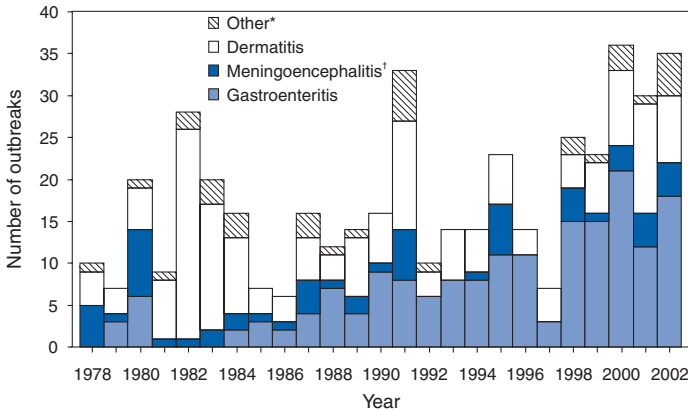 Other*
Dermatitis
Meningoencephalitis†
Gastroenteritis
Number of outbreaks
40
35
30
25
20
15
10
5
0
1978 1980 1982 1984 1986 1988 1990 1992 1994 1996 1998 2000 2002
Year